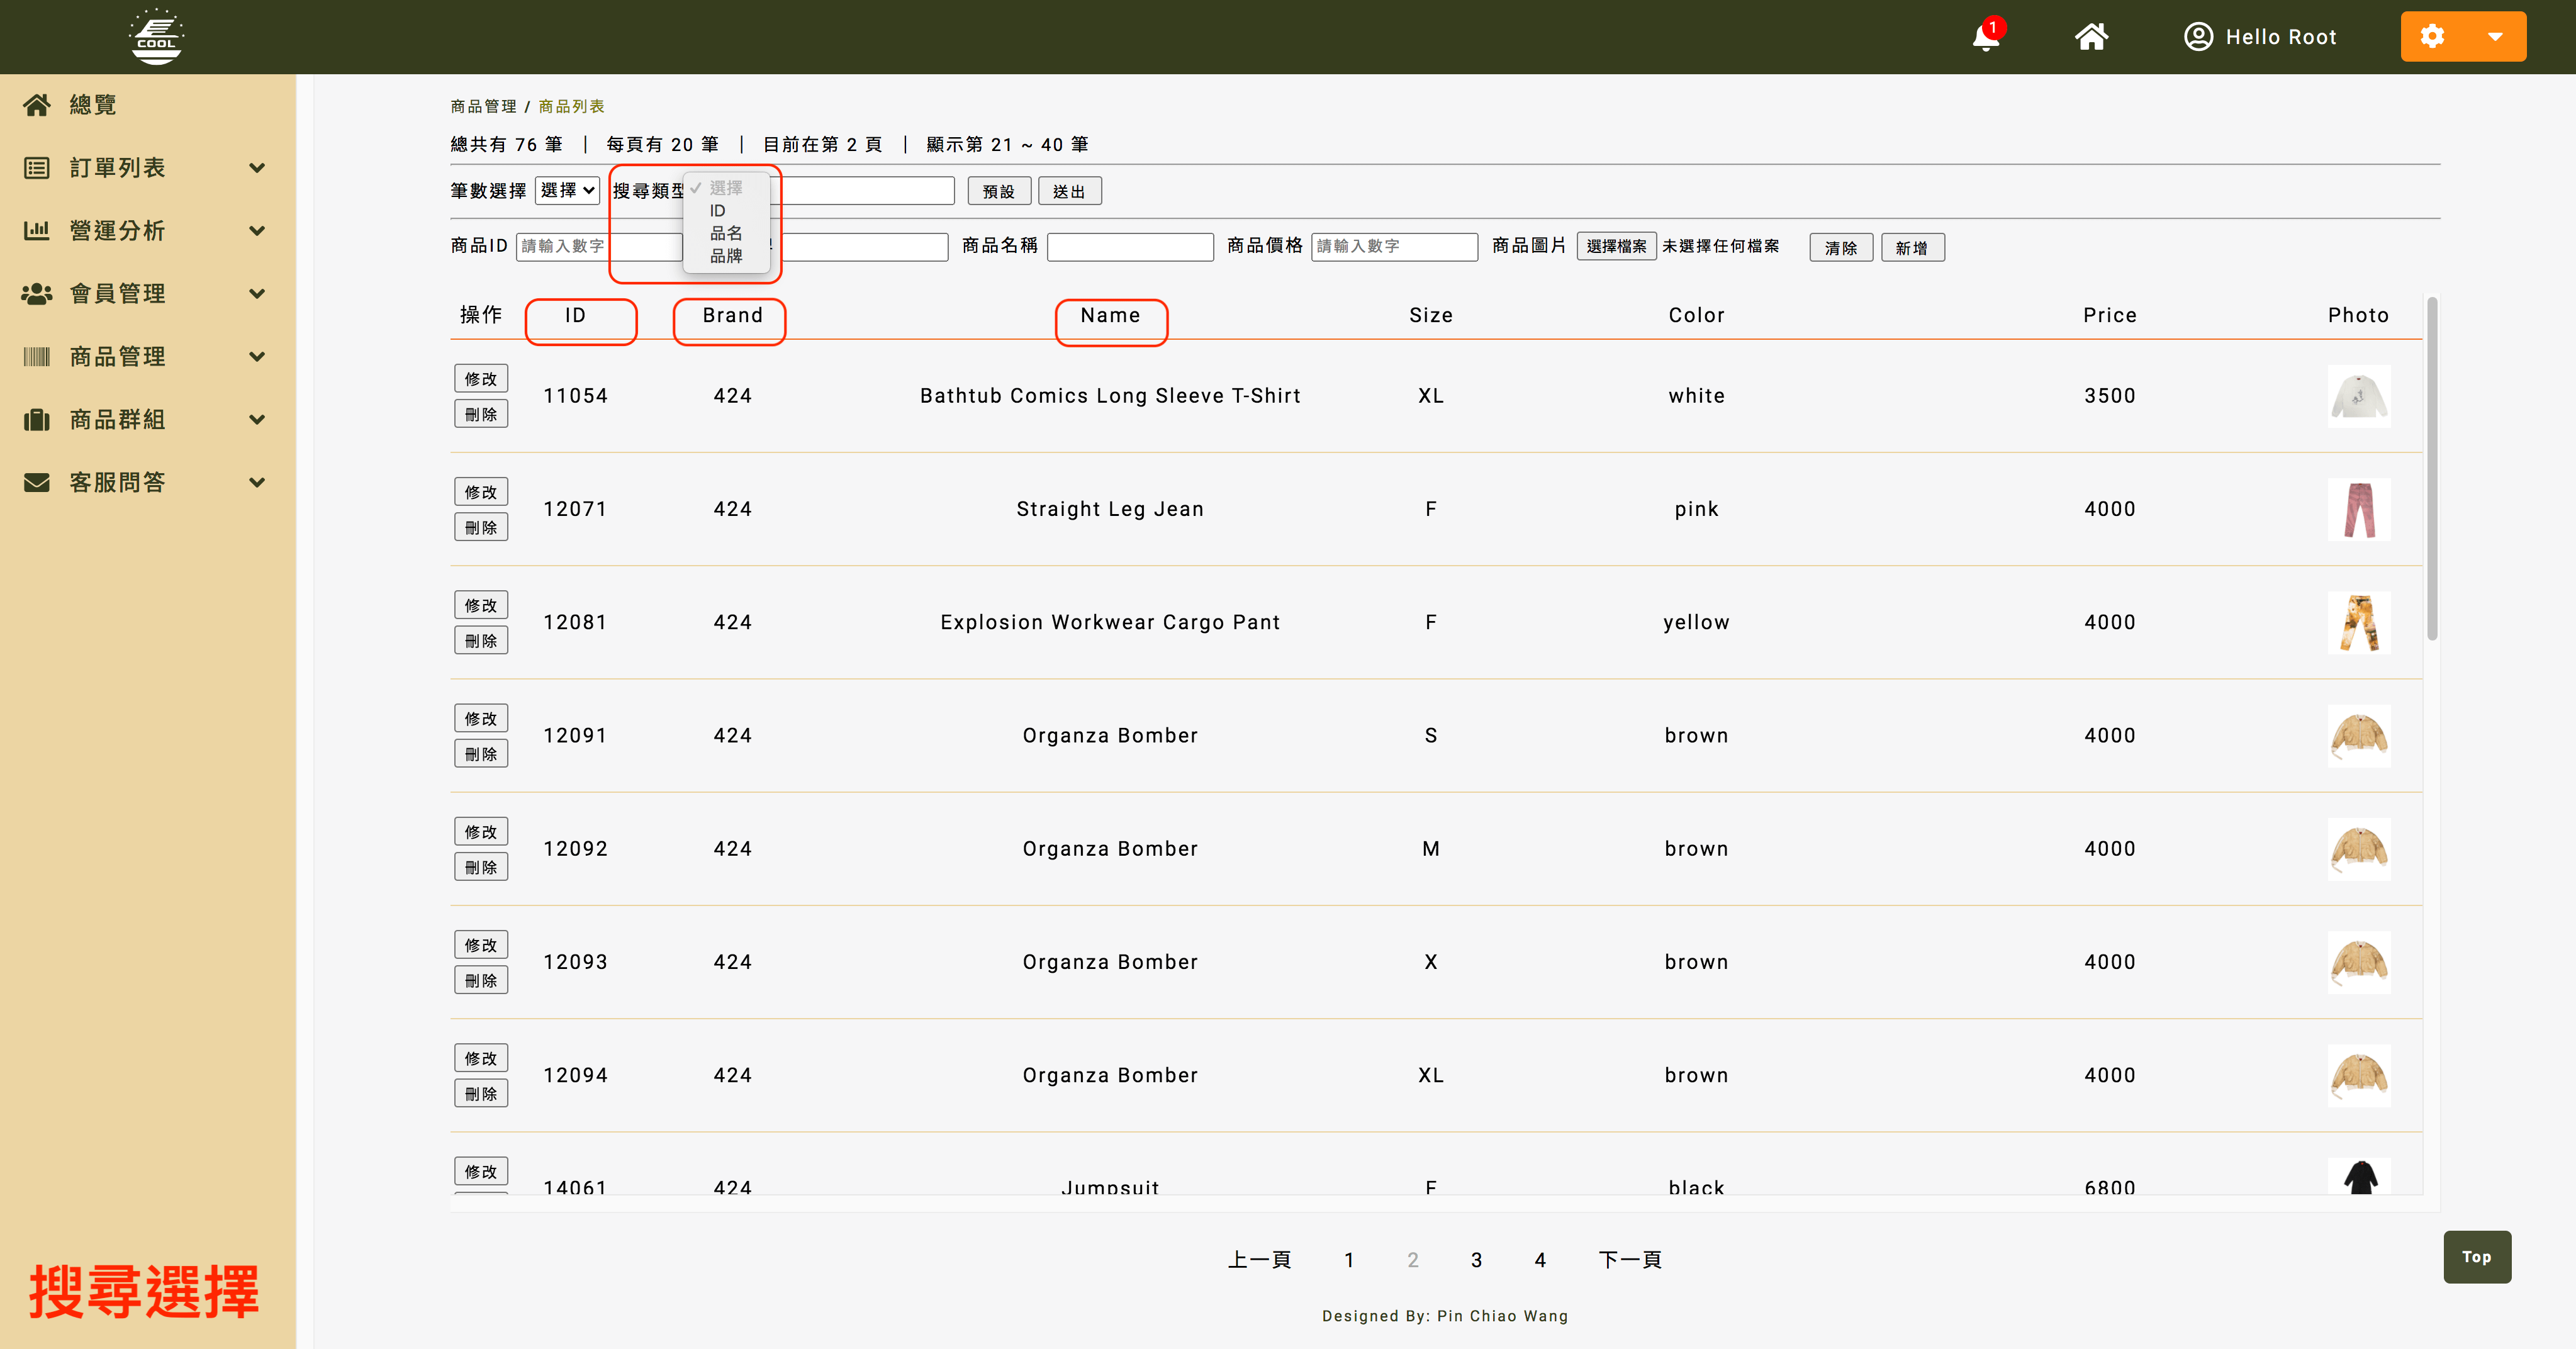 COOL
1
Hello Root
總覽
訂單列表
營運分析
會員管理
商品管理
商品群組
客服問答
搜尋選擇
商品管理 / 商品列表
總共有 76 筆 | 每頁有 20 筆 | 目前在第 2 頁 | 顯示第 21 ~ 40 筆
筆數選擇 選擇 搜尋類型 預設 送出
✓ 選擇
ID
品名
品牌
商品ID 請輸入數字 商品名稱 商品價格 請輸入數字 商品圖片 選擇檔案 未選擇任何檔案 清除 新增
操作 ID Brand Name Size Color Price Photo
修改 刪除 11054 424 Bathtub Comics Long Sleeve T-Shirt XL white 3500
修改 刪除 12071 424 Straight Leg Jean F pink 4000
修改 刪除 12081 424 Explosion Workwear Cargo Pant F yellow 4000
修改 刪除 12091 424 Organza Bomber S brown 4000
修改 刪除 12092 424 Organza Bomber M brown 4000
修改 刪除 12093 424 Organza Bomber X brown 4000
修改 刪除 12094 424 Organza Bomber XL brown 4000
修改 14061 424 Jumpsuit F black 6800
上一頁 1 2 3 4 下一頁
Top
Designed By: Pin Chiao Wang